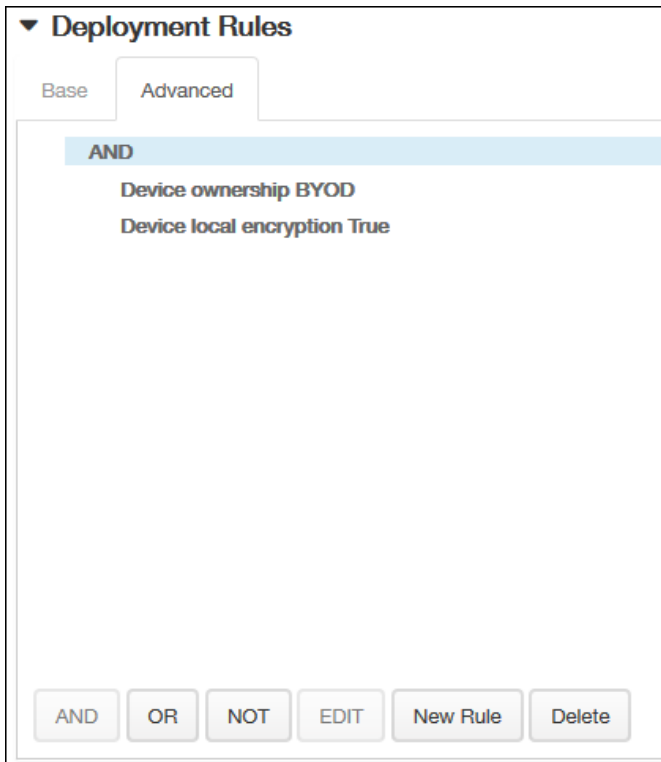 Deployment Rules
Base Advanced
AND
Device ownership BYOD
Device local encryption True
AND OR NOT EDIT New Rule Delete